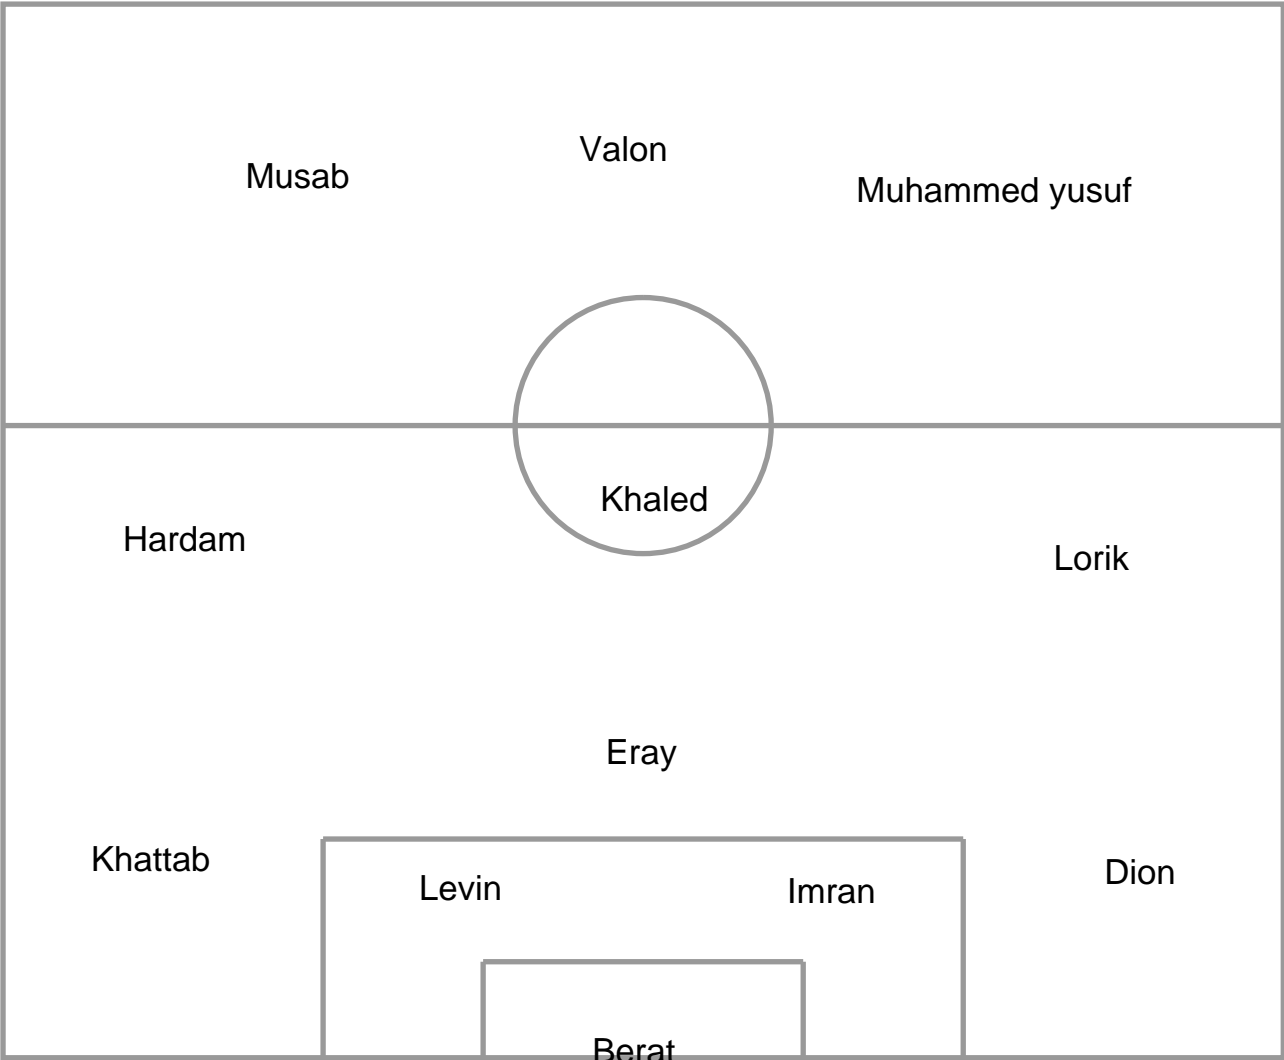 Valon
Musab
Muhammed yusuf
Khaled
Hardam
Lorik
Eray
Khattab
Dion
Levin
Imran
Berat